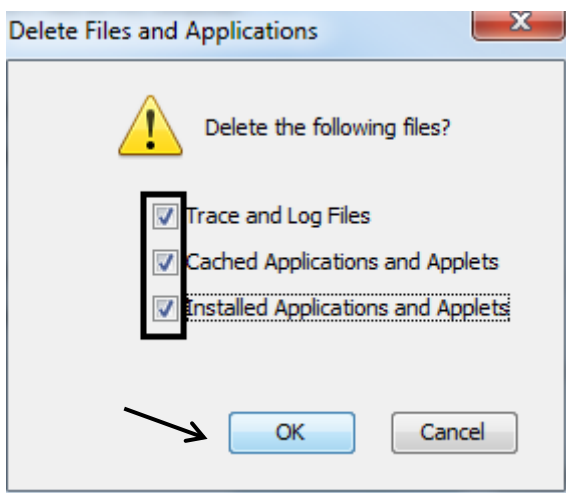 Delete Files and Applications
Delete the following files?
Trace and Log Files
Cached Applications and Applets
Installed Applications and Applets
OK
Cancel